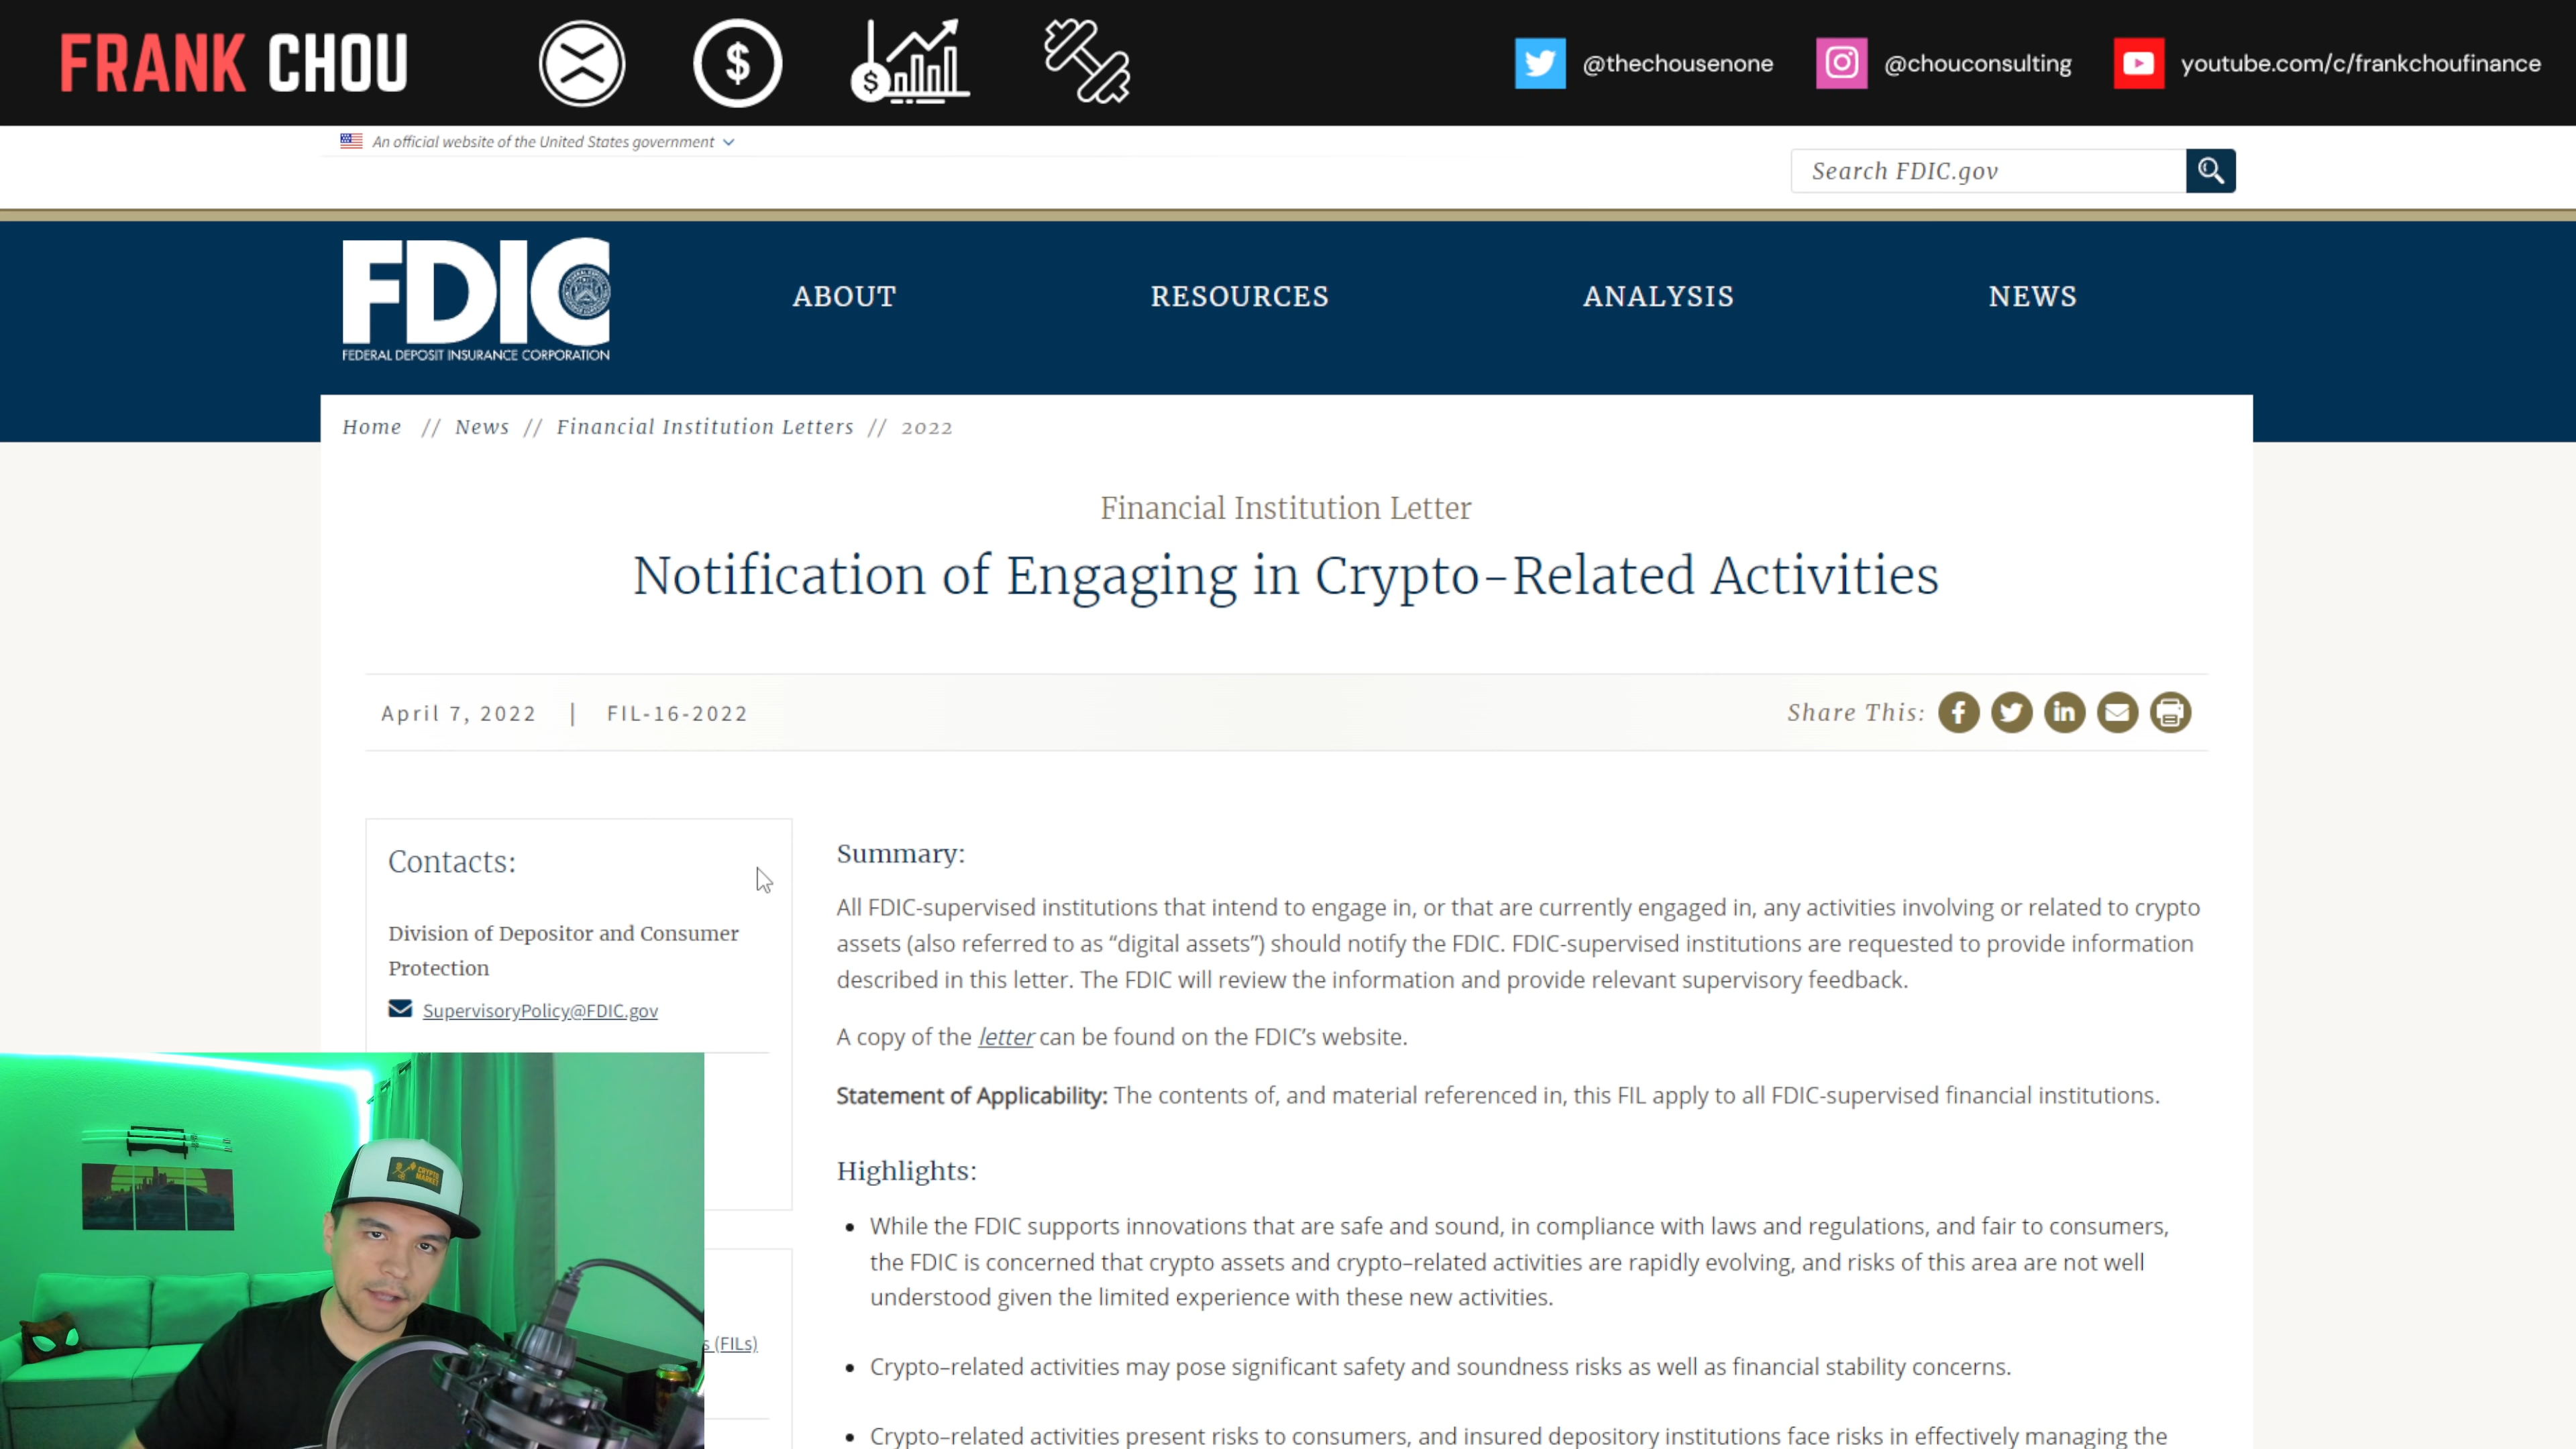 FRANK CHOU
@thechousenone
@chouconsulting
youtube.com/c/frankchoufinance
An official website of the United States government
Search FDIC.gov
FDIC
FEDERAL DEPOSIT INSURANCE CORPORATION
ABOUT
RESOURCES
ANALYSIS
NEWS
Home // News // Financial Institution Letters // 2022
Financial Institution Letter
Notification of Engaging in Crypto-Related Activities
April 7, 2022 | FIL-16-2022
Share This:
Contacts:
Division of Depositor and Consumer
Protection
SupervisoryPolicy@FDIC.gov
s (FILs)
Summary:
All FDIC-supervised institutions that intend to engage in, or that are currently engaged in, any activities involving or related to crypto
assets (also referred to as “digital assets”) should notify the FDIC. FDIC-supervised institutions are requested to provide information
described in this letter. The FDIC will review the information and provide relevant supervisory feedback.
A copy of the letter can be found on the FDIC’s website.
Statement of Applicability: The contents of, and material referenced in, this FIL apply to all FDIC-supervised financial institutions.
Highlights:
• While the FDIC supports innovations that are safe and sound, in compliance with laws and regulations, and fair to consumers,
the FDIC is concerned that crypto assets and crypto-related activities are rapidly evolving, and risks of this area are not well
understood given the limited experience with these new activities.
• Crypto-related activities may pose significant safety and soundness risks as well as financial stability concerns.
• Crypto-related activities present risks to consumers, and insured depository institutions face risks in effectively managing the
CRYPTO
MARKET